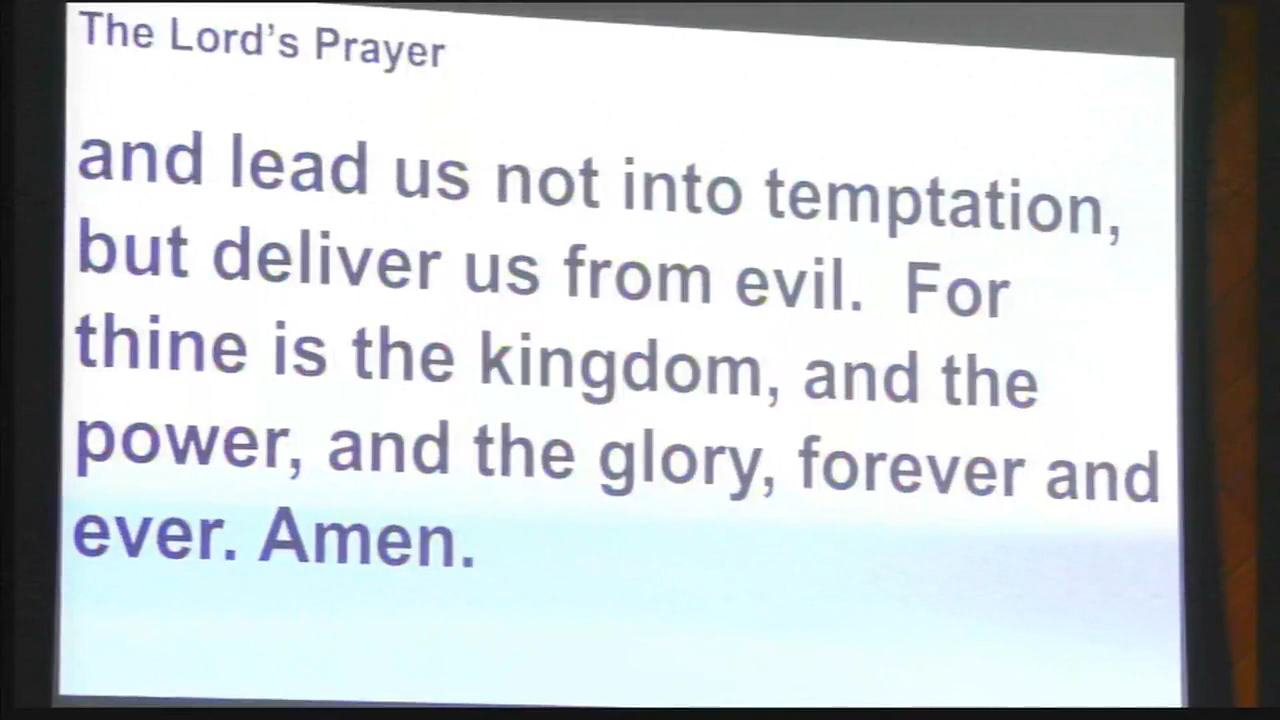 The Lord's Prayer
and lead us not into temptation,
but deliver us from evil.  For
thine is the kingdom, and the
power, and the glory, forever and
ever. Amen.